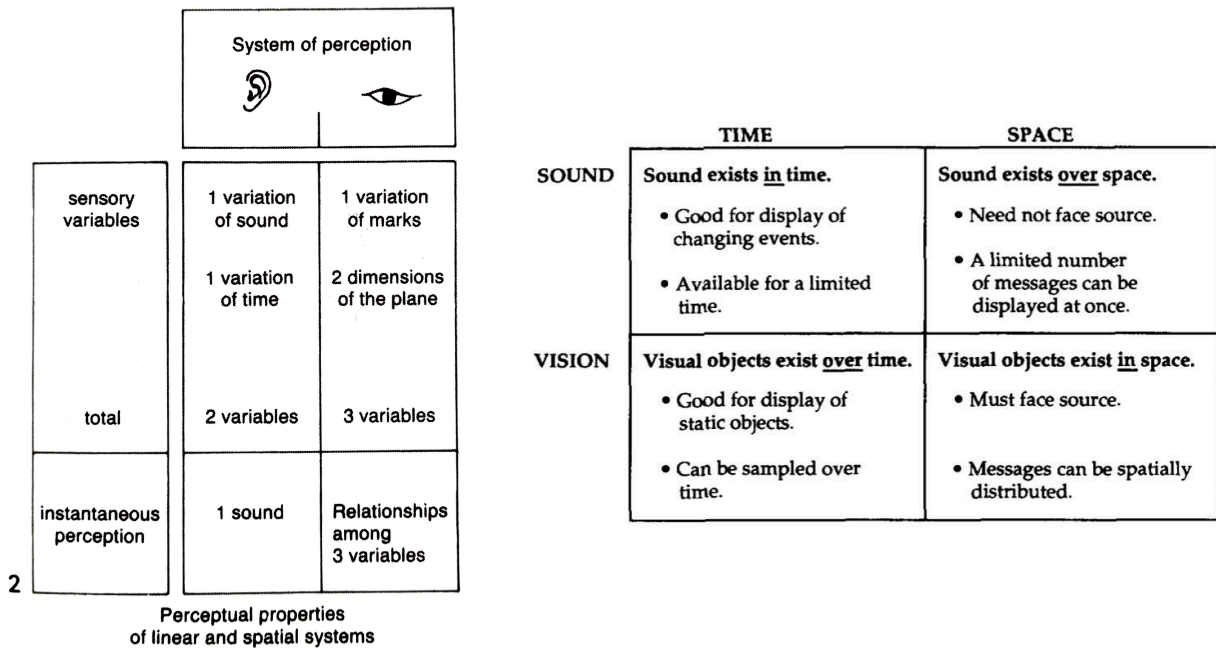 System of perception
sensory
variables
1 variation
of sound
1 variation
of marks
1 variation
of time
2 dimensions
of the plane
total
2 variables
3 variables
instantaneous
perception
1 sound
Relationships
among
3 variables
2
Perceptual properties
of linear and spatial systems
TIME
SPACE
SOUND
Sound exists in time.
• Good for display of
changing events.
• Available for a limited
time.
Sound exists over space.
• Need not face source.
• A limited number
of messages can be
displayed at once.
VISION
Visual objects exist over time.
• Good for display of
static objects.
• Can be sampled over
time.
Visual objects exist in space.
• Must face source.
• Messages can be spatially
distributed.